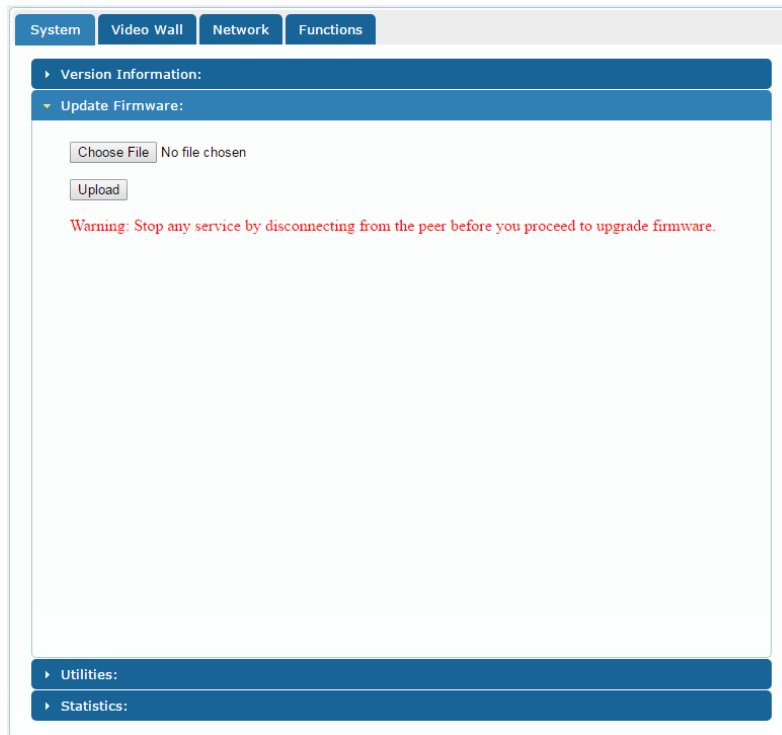 System Video Wall Network Functions
Version Information:
Update Firmware:
Choose File No file chosen
Upload
Warning: Stop any service by disconnecting from the peer before you proceed to upgrade firmware.
Utilities:
Statistics: